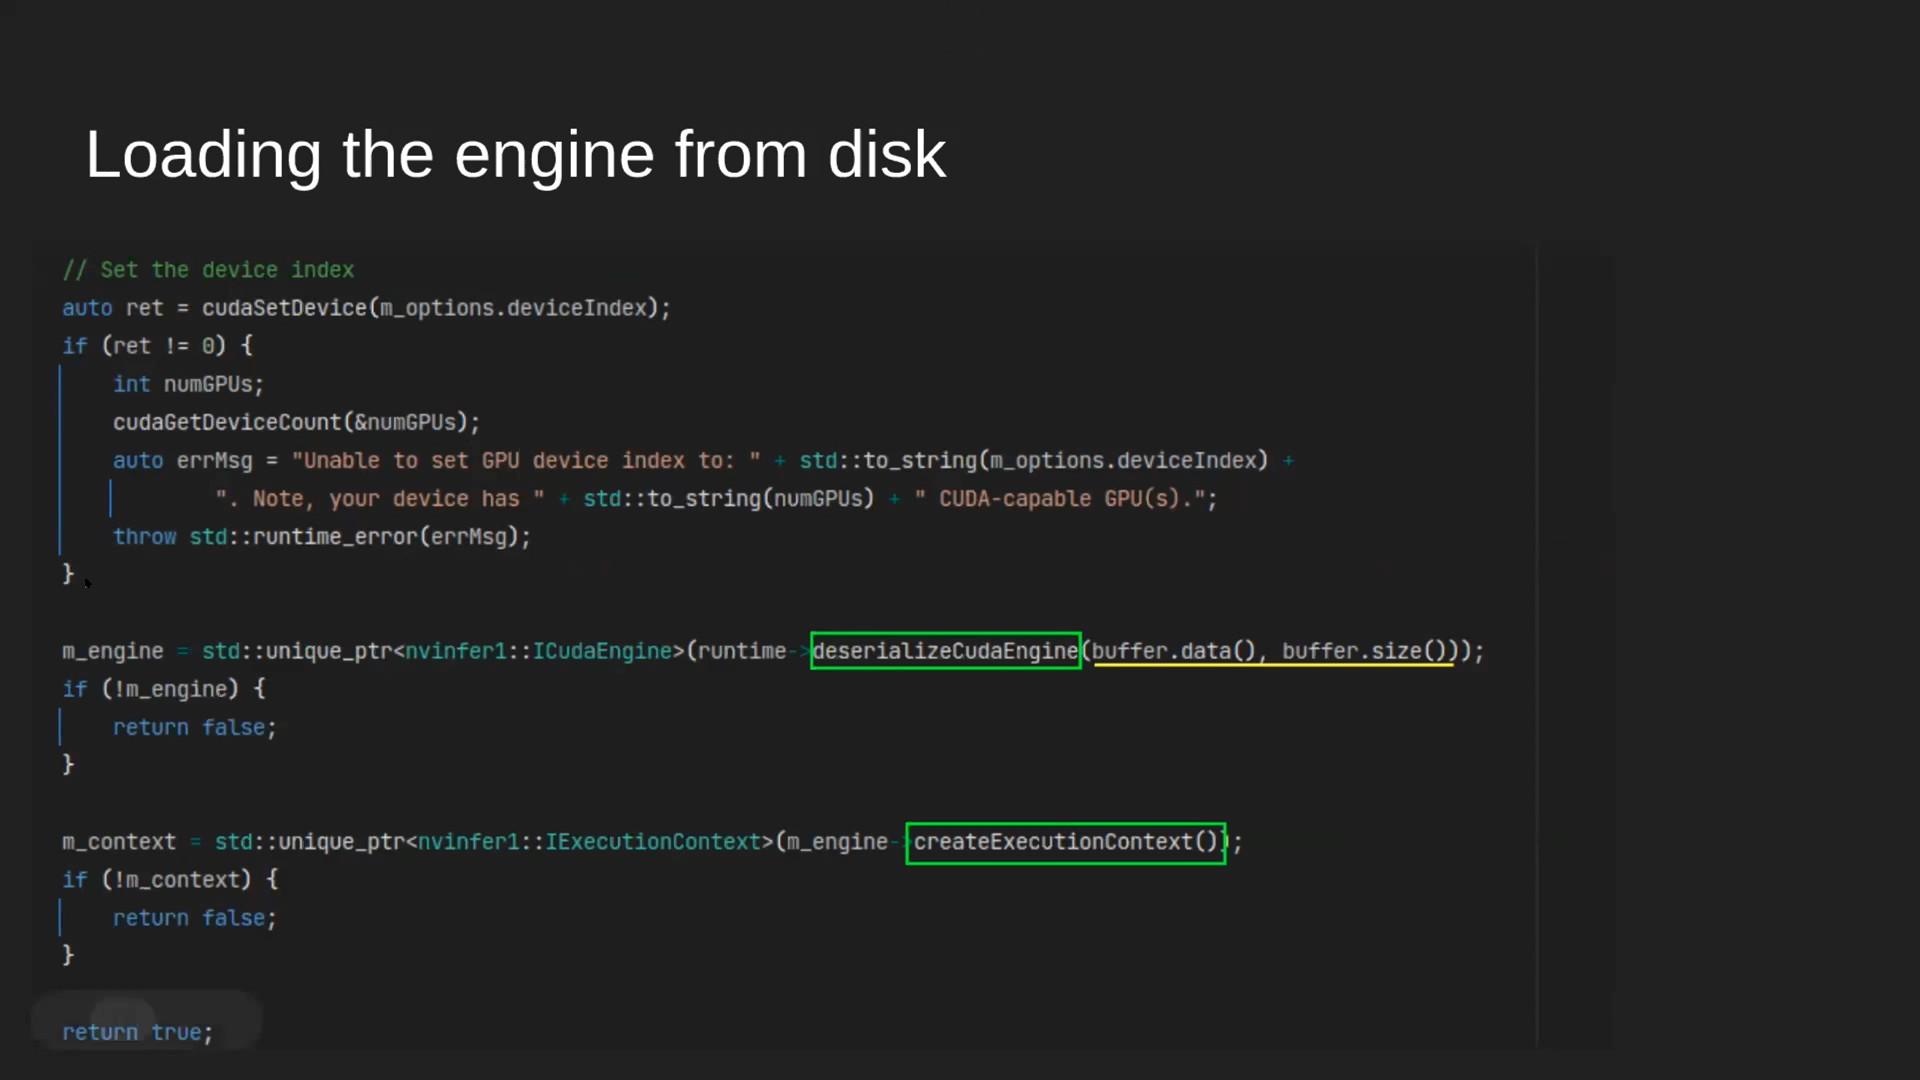 Loading the engine from disk
// Set the device index
auto ret = cudaSetDevice(m_options.deviceIndex);
if (ret != 0) {
int numGPUs;
cudaGetDeviceCount(&numGPUs);
auto errMsg = "Unable to set GPU device index to: " + std::to_string(m_options.deviceIndex) +
". Note, your device has " + std::to_string(numGPUs) + " CUDA-capable GPU(s).";
throw std::runtime_error(errMsg);
}
m_engine = std::unique_ptr<nvinfer1::ICudaEngine>(runtime->deserializeCudaEngine(buffer.data(), buffer.size()));
if (!m_engine) {
return false;
}
m_context = std::unique_ptr<nvinfer1::IExecutionContext>(m_engine->createExecutionContext());
if (!m_context) {
return false;
}
return true;